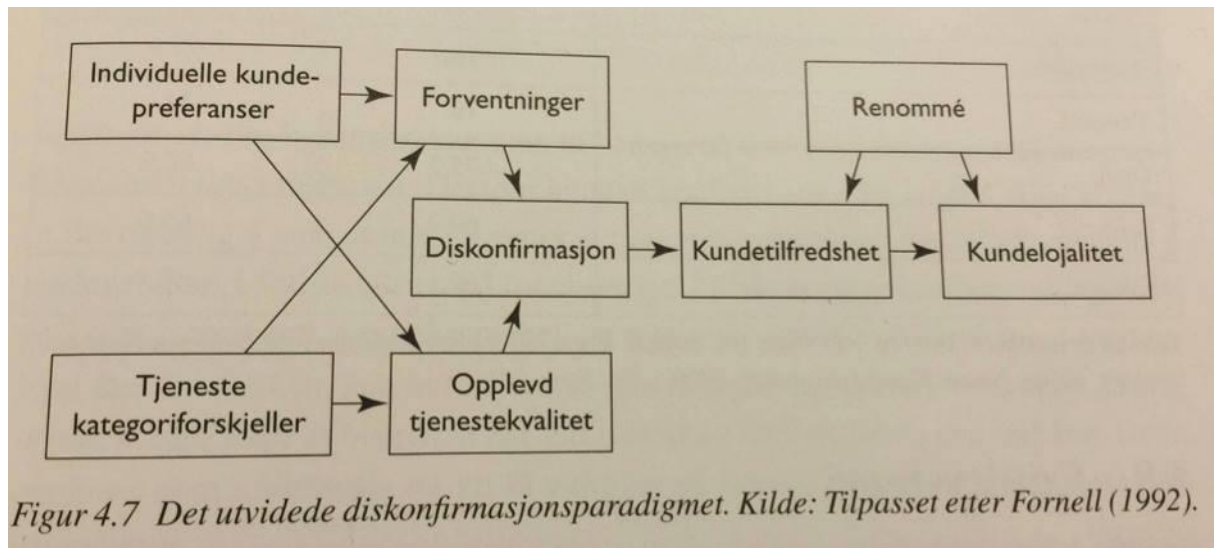 Individuelle kunde-
preferanser
Forventninger
Renommé
Diskonfirmasjon
Kundetilfredshet
Kundelojalitet
Tjeneste
kategoriforskjeller
Opplevd
tjenestekvalitet
Figur 4.7 Det utvidede diskonfirmasjonsparadigmet. Kilde: Tilpasset etter Fornell (1992).